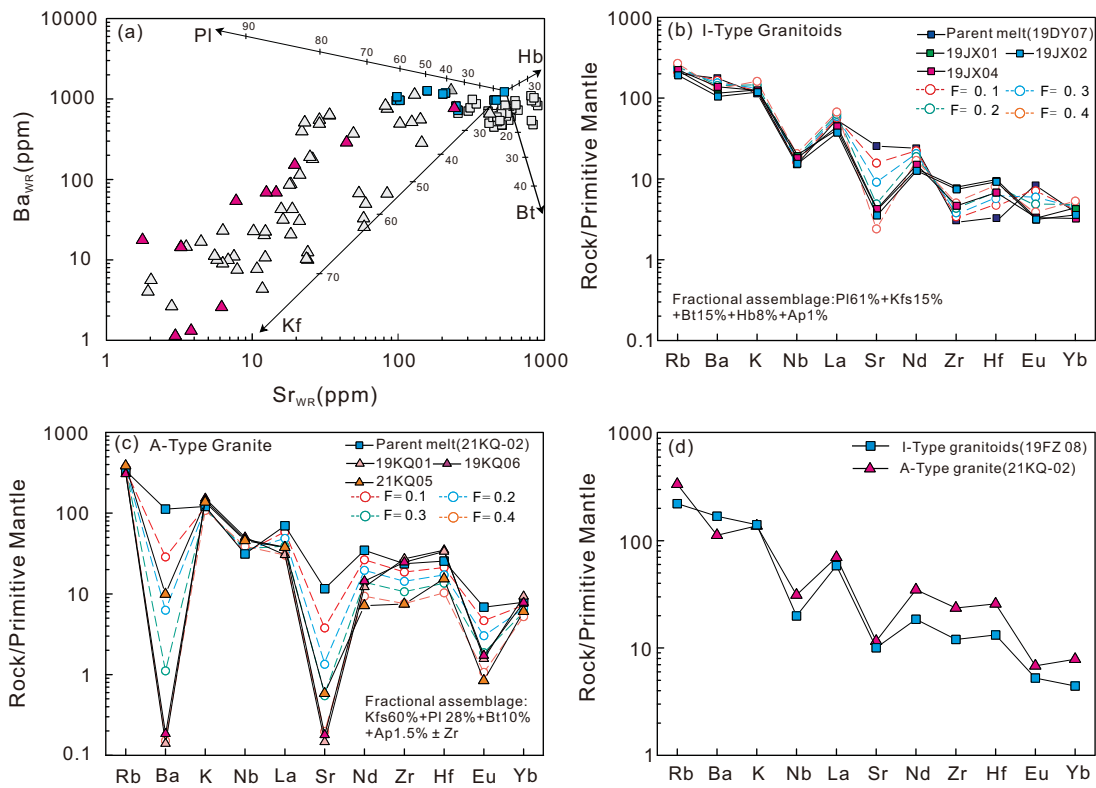 (a)
Ba WR (ppm)
10000
1000
100
10
1
1
10
100
1000
Sr WR (ppm)
Pl
90
80
70
60
50
40
30
Hb
30
20
30
40
Bt
30
40
50
60
70
Kf
(b) I-Type Granitoids
Rock/Primitive Mantle
1000
100
10
1
0.1
Parent melt(19DY07)
19JX01 19JX02
19JX04
F= 0.1 F= 0.3
F= 0.2 F= 0.4
Fractional assemblage:Pl61%+Kfs15%
+Bt15%+Hb8%+Ap1%
Rb Ba K Nb La Sr Nd Zr Hf Eu Yb
(c) A-Type Granite
Rock/Primitive Mantle
1000
100
10
1
0.1
Parent melt(21KQ-02)
19KQ01 19KQ06
21KQ05
F= 0.1 F= 0.2
F= 0.3 F= 0.4
Fractional assemblage:
Kfs60%+Pl 28%+Bt10%
+Ap1.5% ± Zr
Rb Ba K Nb La Sr Nd Zr Hf Eu Yb
(d)
Rock/Primitive Mantle
1000
100
10
1
I-Type granitoids(19FZ 08)
A-Type granite(21KQ-02)
Rb Ba K Nb La Sr Nd Zr Hf Eu Yb